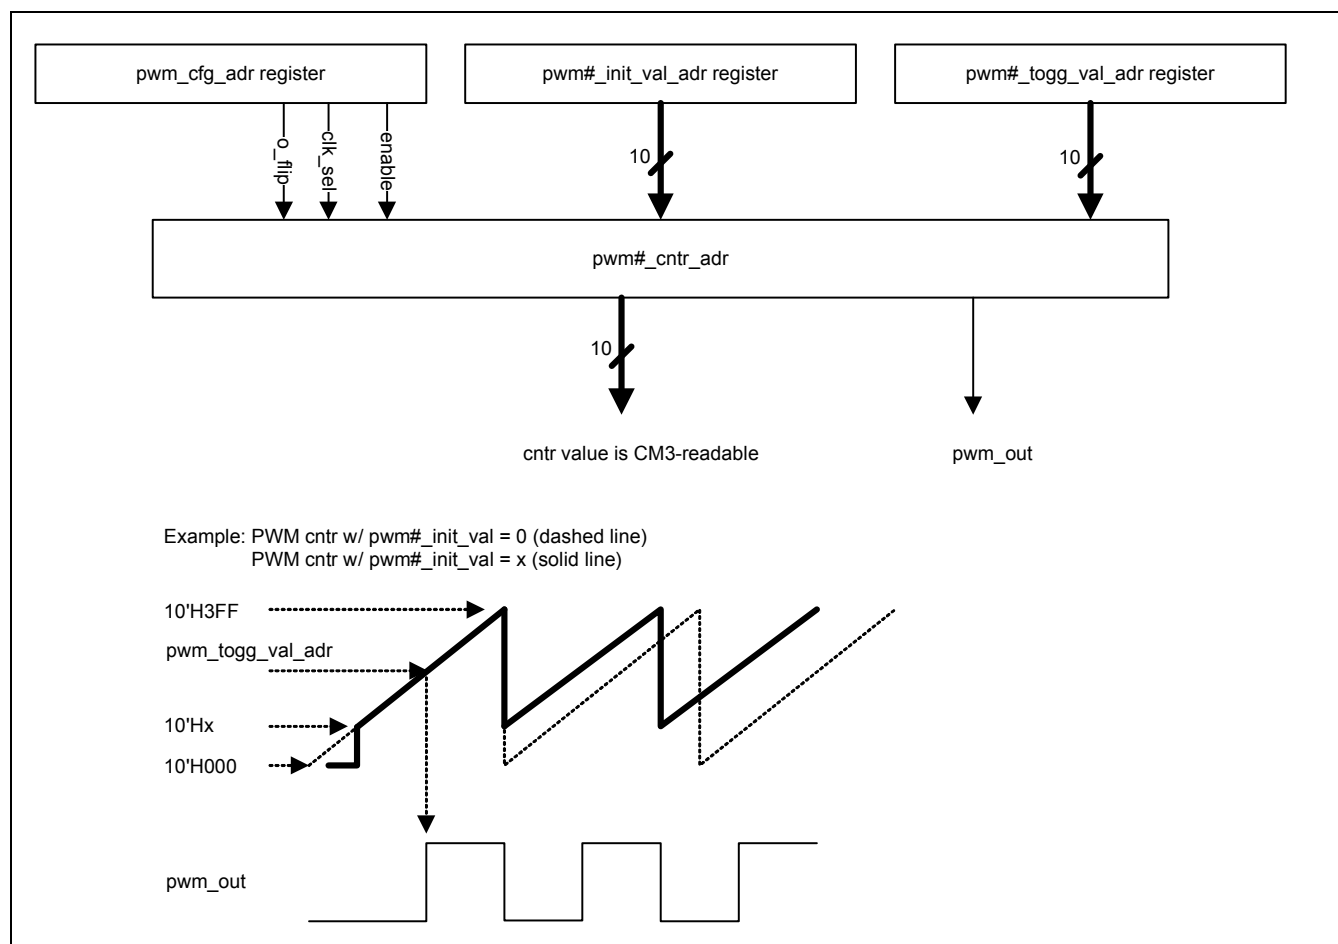 pwm_cfg_adr register
pwm#_init_val_adr register
pwm#_togg_val_adr register
o_flip
clk_sel
enable
10
10
pwm#_cntr_adr
10
cntr value is CM3-readable
pwm_out
Example: PWM cntr w/ pwm#_init_val = 0 (dashed line)
PWM cntr w/ pwm#_init_val = x (solid line)
10'H3FF
pwm_togg_val_adr
10'Hx
10'H000
pwm_out